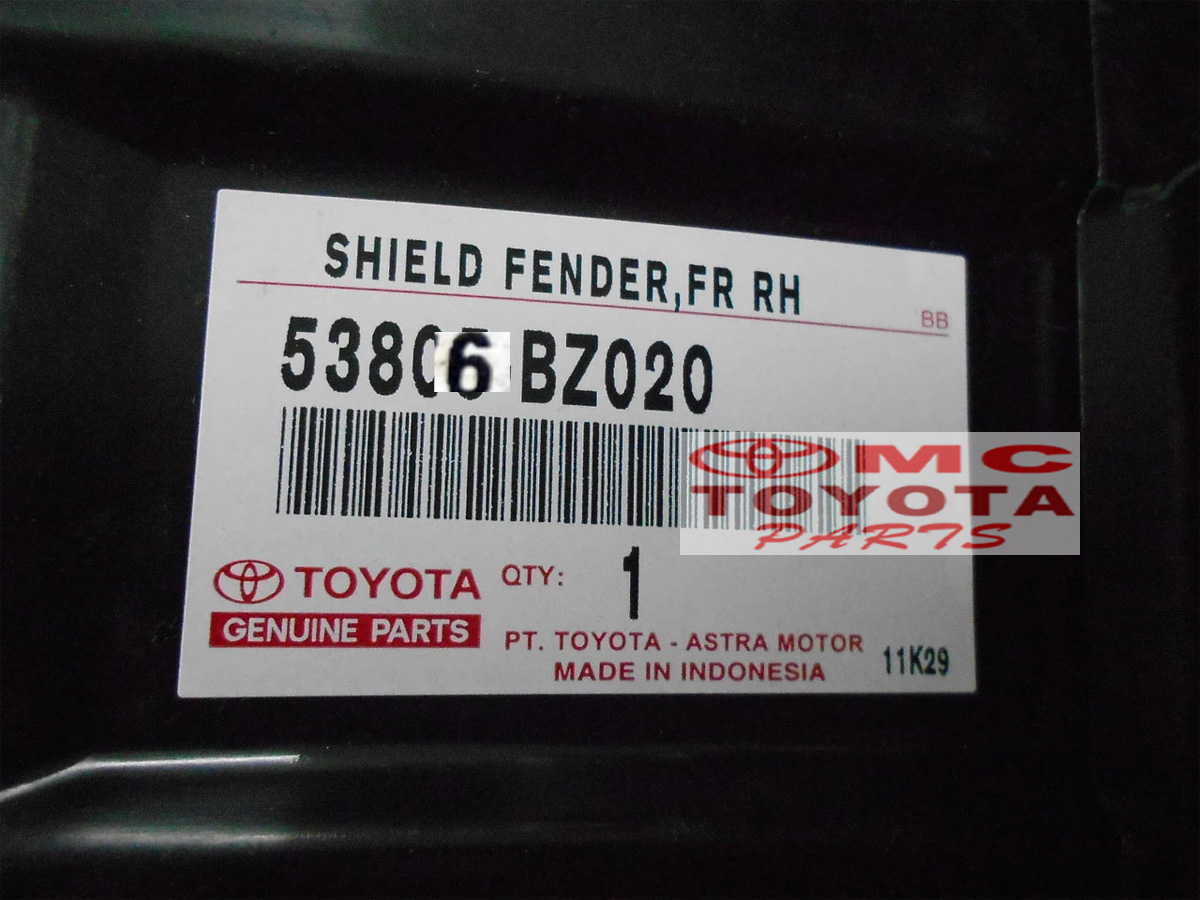 SHIELD FENDER,FR RH
BB
53806-BZ020
MC
TOYOTA
PARTS
TOYOTA
GENUINE PARTS
QTY: 1
PT. TOYOTA - ASTRA MOTOR
MADE IN INDONESIA
11K29